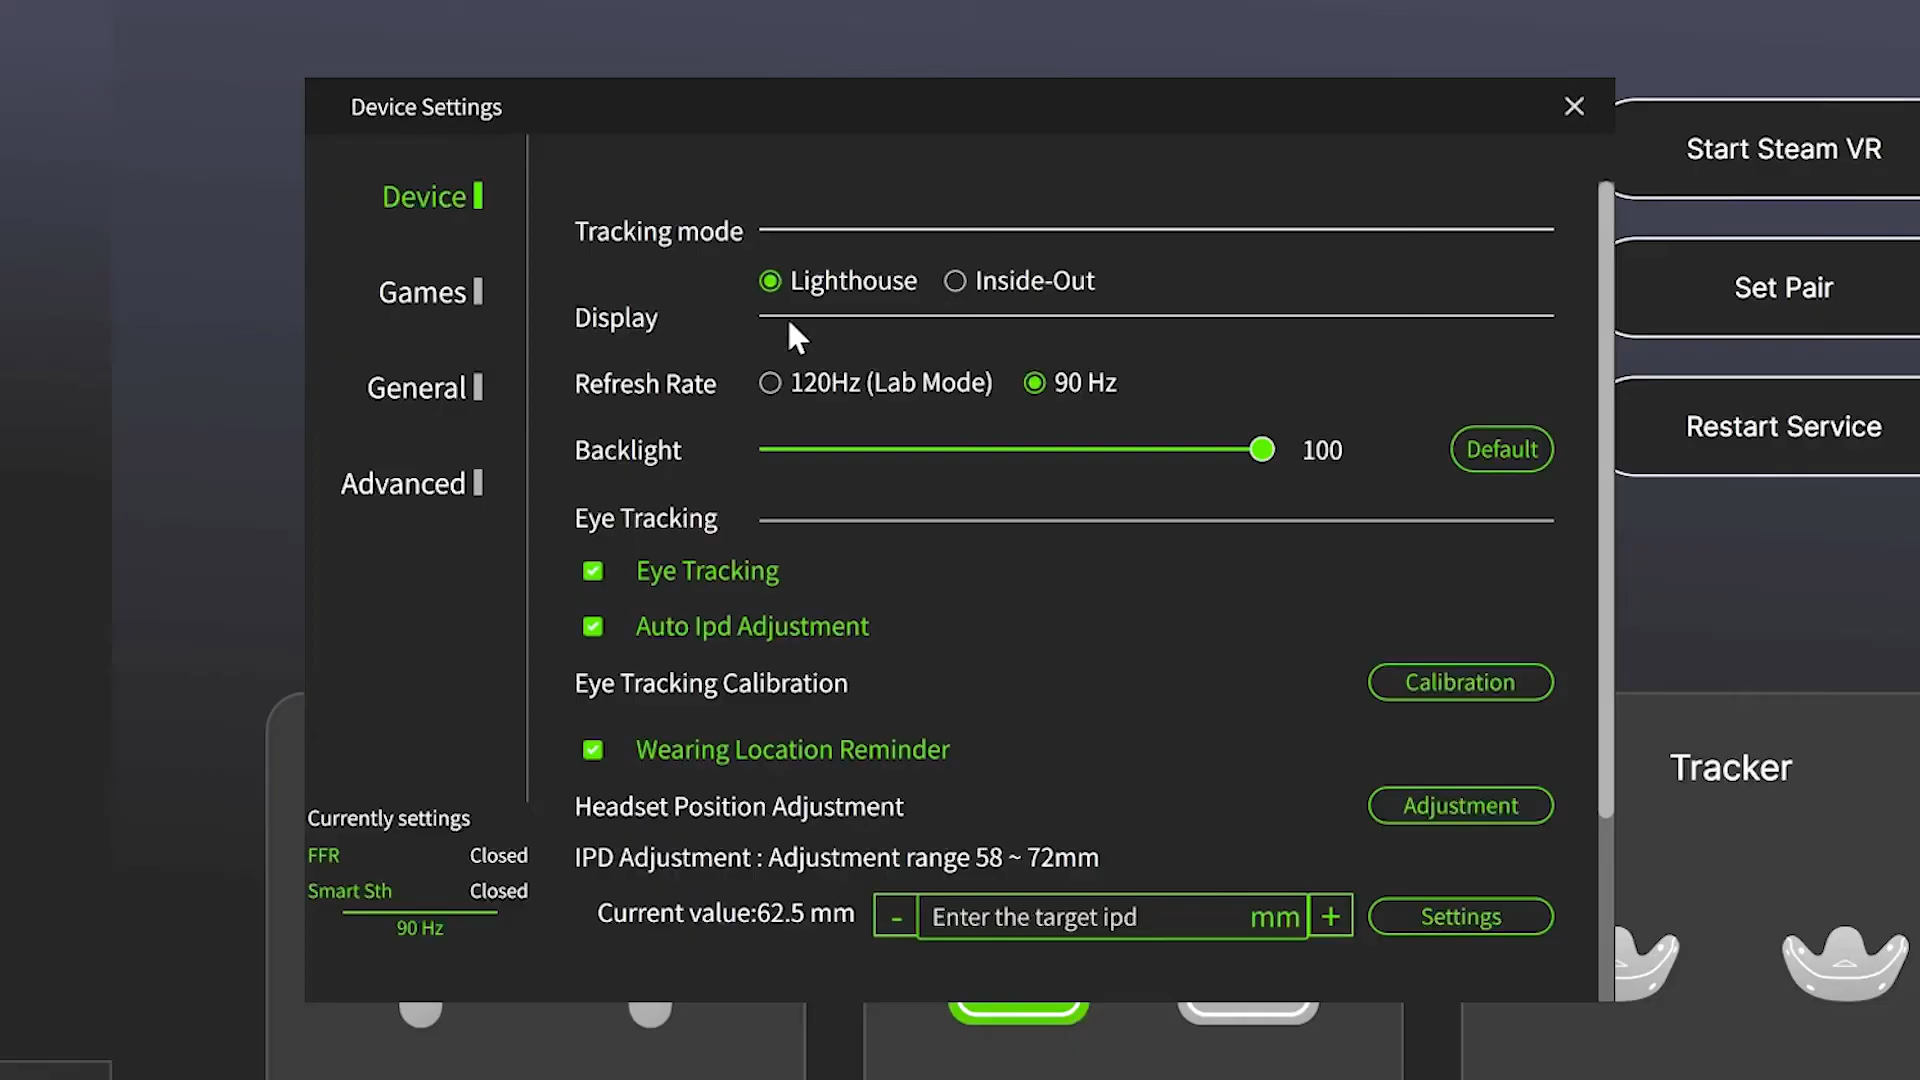 Device Settings
Device
Games
General
Advanced
Currently settings
FFR Closed
Smart Sth Closed
90 Hz
Tracking mode
Lighthouse Inside-Out
Display
Refresh Rate 120Hz (Lab Mode) 90 Hz
Backlight 100 Default
Eye Tracking
Eye Tracking
Auto Ipd Adjustment
Eye Tracking Calibration Calibration
Wearing Location Reminder
Headset Position Adjustment Adjustment
IPD Adjustment : Adjustment range 58 ~ 72mm
Current value:62.5 mm - Enter the target ipd mm + Settings
Start Steam VR
Set Pair
Restart Service
Tracker